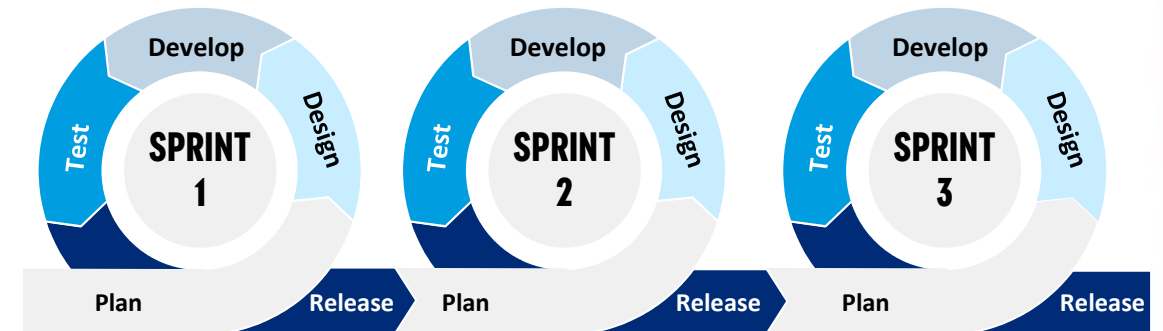 Develop
Design
Test
SPRINT
1
Plan
Release
Develop
Design
Test
SPRINT
2
Plan
Release
Develop
Design
Test
SPRINT
3
Plan
Release